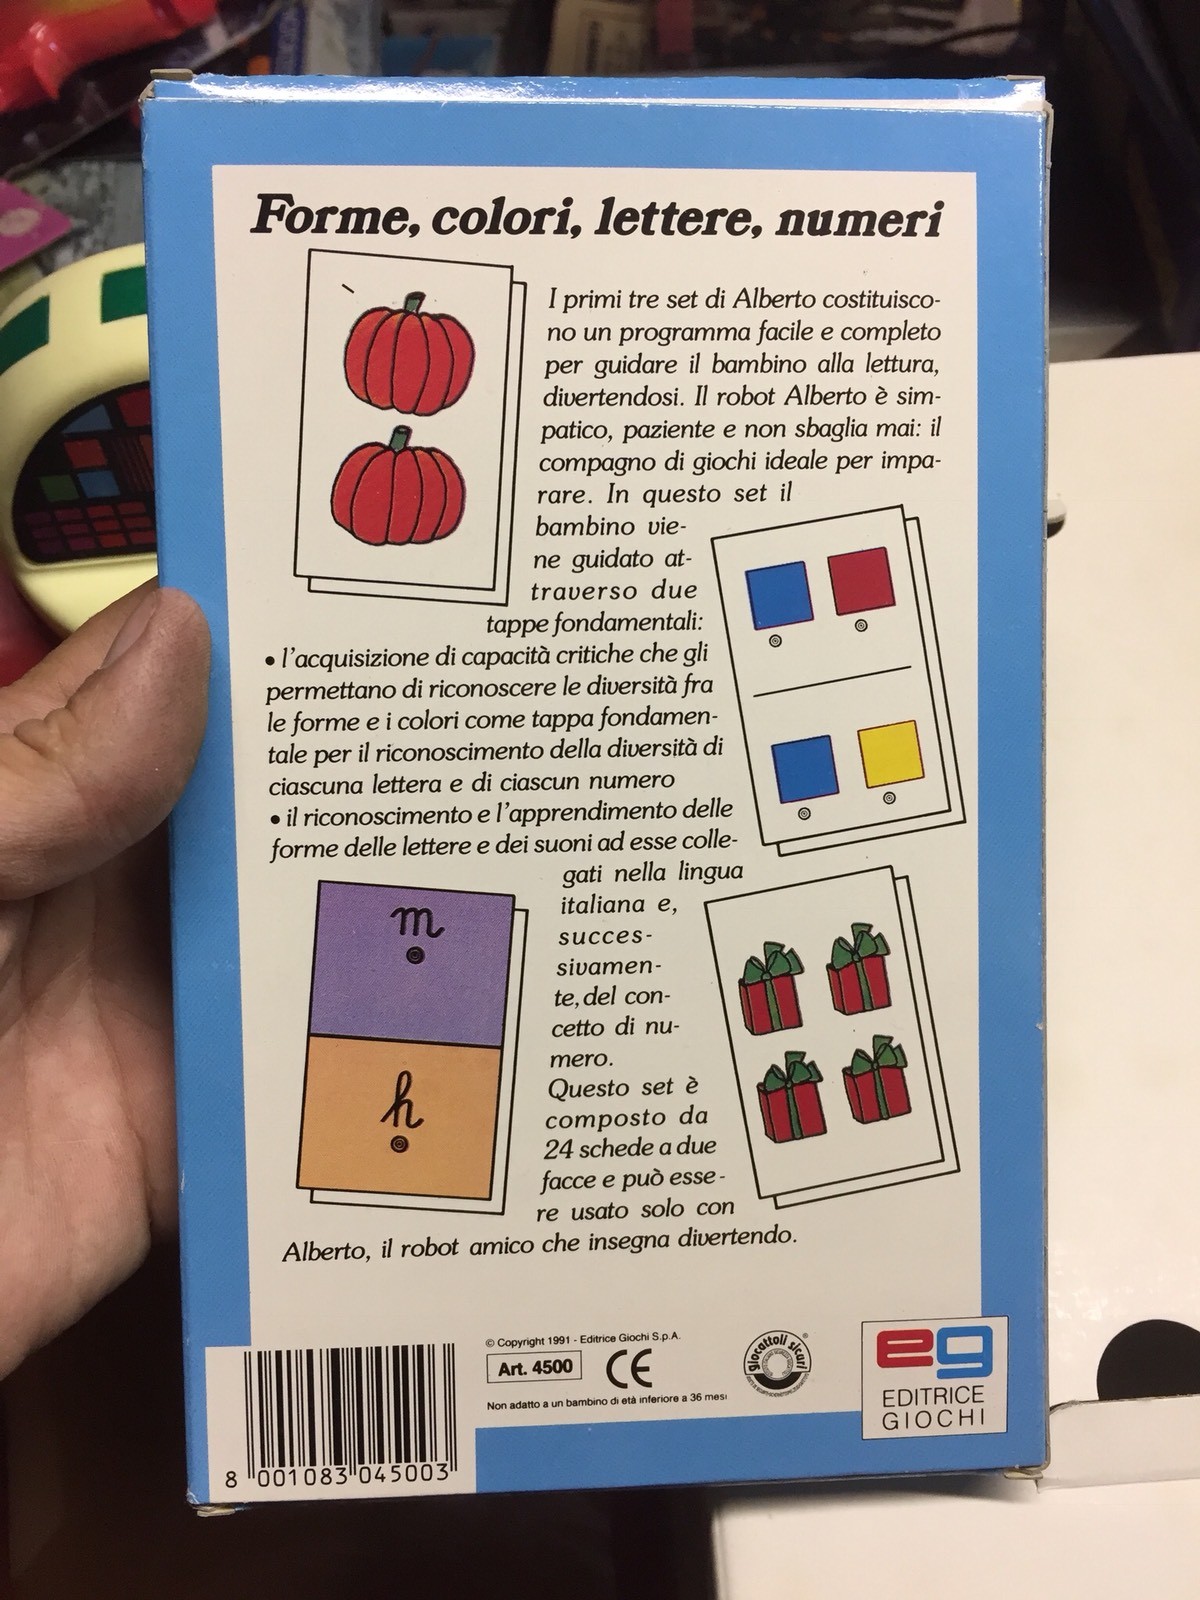 Forme, colori, lettere, numeri
I primi tre set di Alberto costituisco-
no un programma facile e completo
per guidare il bambino alla lettura,
divertendosi. Il robot Alberto è sim-
patico, paziente e non sbaglia mai: il
compagno di giochi ideale per impa-
rare. In questo set il
bambino vie-
ne guidato at-
traverso due
tappe fondamentali:
• l'acquisizione di capacità critiche che gli
permettano di riconoscere le diversità fra
le forme e i colori come tappa fondamen-
tale per il riconoscimento della diversità di
ciascuna lettera e di ciascun numero
• il riconoscimento e l'apprendimento delle
forme delle lettere e dei suoni ad esse colle-
gati nella lingua
italiana e,
succes-
sivamen-
te, del con-
cetto di nu-
mero.
Questo set è
composto da
24 schede a due
facce e può esse-
re usato solo con
Alberto, il robot amico che insegna divertendo.
m
h
© Copyright 1991 - Editrice Giochi S.p.A.
Art. 4500
CE
Non adatto a un bambino di età inferiore a 36 mesi
giocattoli sicuri
®
eg
EDITRICE
GIOCHI
8 001083 045003